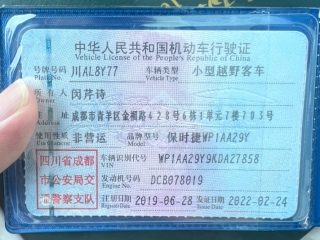 中华人民共和国机动车行驶证
Vehicle License of the People's Republic of China
号牌号码 川AL8Y77 车辆类型 小型越野客车
Plate No. Vehicle Type
所有人 闵芹诗
Owner
住址 成都市青羊区金橱路428号6栋1单元7楼703号
使用性质 非营运 品牌型号 保时捷WP1AA29Y
四川省成都市公安局交通警察支队
车辆识别代号 WP1AA29Y9KDA27858
VIN
发动机号码 DCB078019
Engine No.
注册日期 2019-06-28 发证日期 2022-02-24
Register Date Issue Date